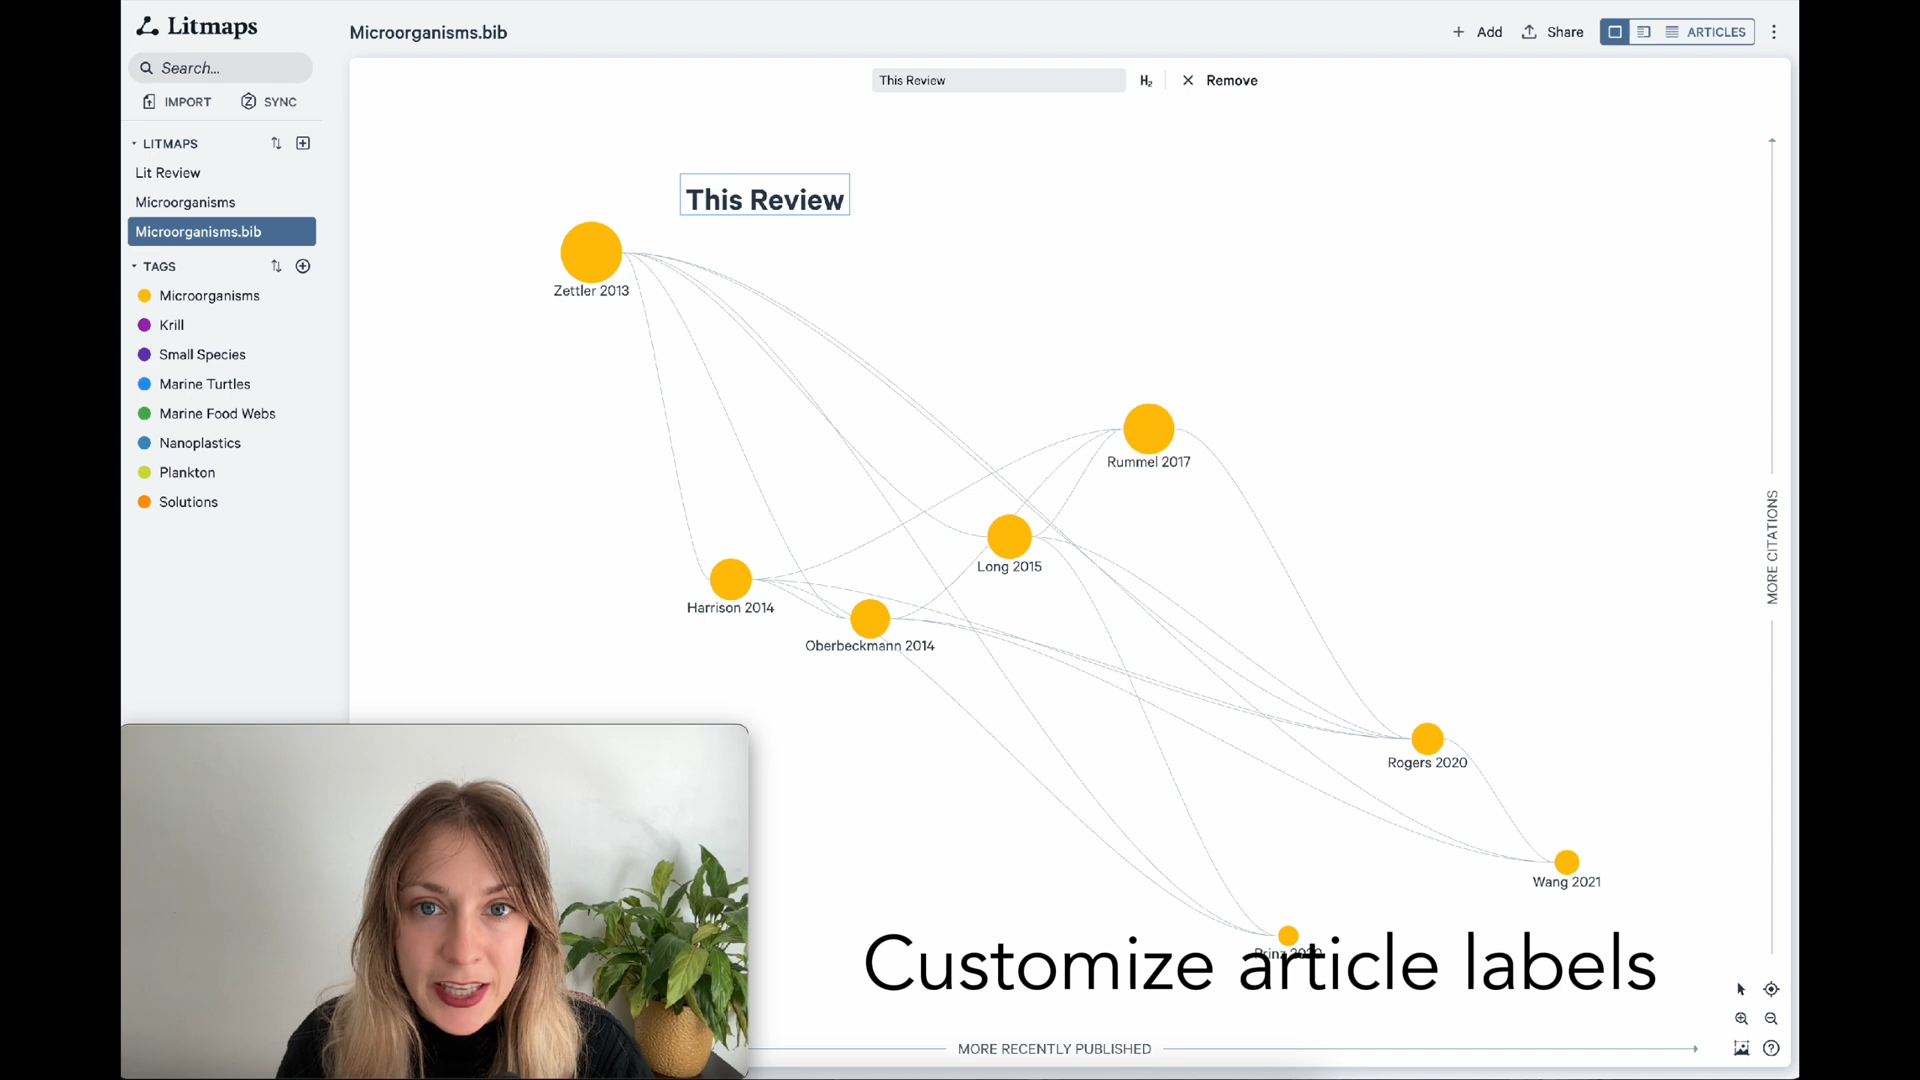 Litmaps
Microorganisms.bib
Add
Share
ARTICLES
Search...
IMPORT
SYNC
This Review
H₂
Remove
LITMAPS
Lit Review
Microorganisms
Microorganisms.bib
TAGS
Microorganisms
Krill
Small Species
Marine Turtles
Marine Food Webs
Nanoplastics
Plankton
Solutions
This Review
Zettler 2013
Rummel 2017
Long 2015
Harrison 2014
Oberbeckmann 2014
Rogers 2020
Wang 2021
Prinz 2020
MORE CITATIONS
Customize article labels
MORE RECENTLY PUBLISHED